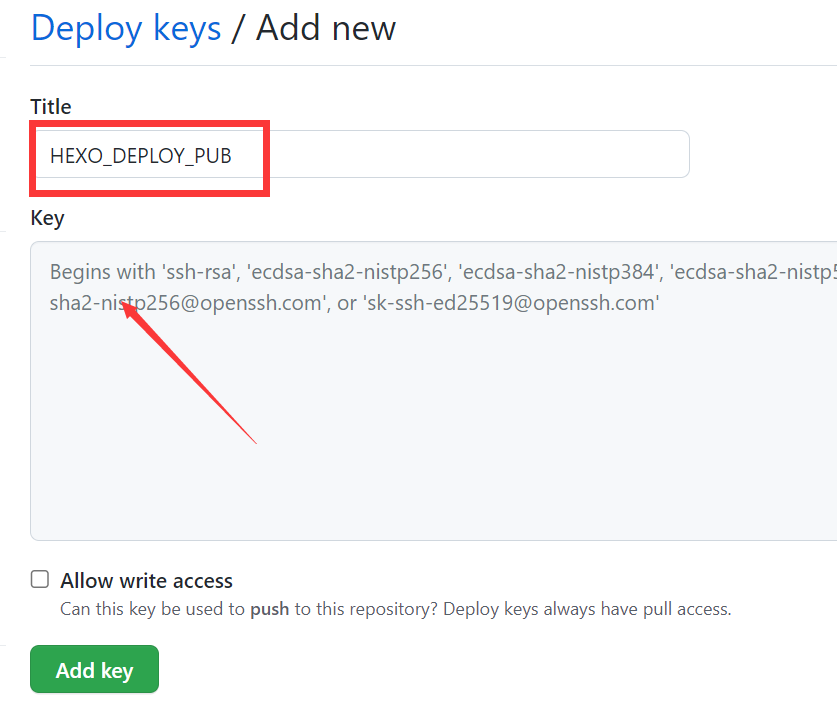 Deploy keys / Add new
Title
HEXO_DEPLOY_PUB
Key
Begins with 'ssh-rsa', 'ecdsa-sha2-nistp256', 'ecdsa-sha2-nistp384', 'ecdsa-sha2-nistp5
sha2-nistp256@openssh.com', or 'sk-ssh-ed25519@openssh.com'
Allow write access
Can this key be used to push to this repository? Deploy keys always have pull access.
Add key